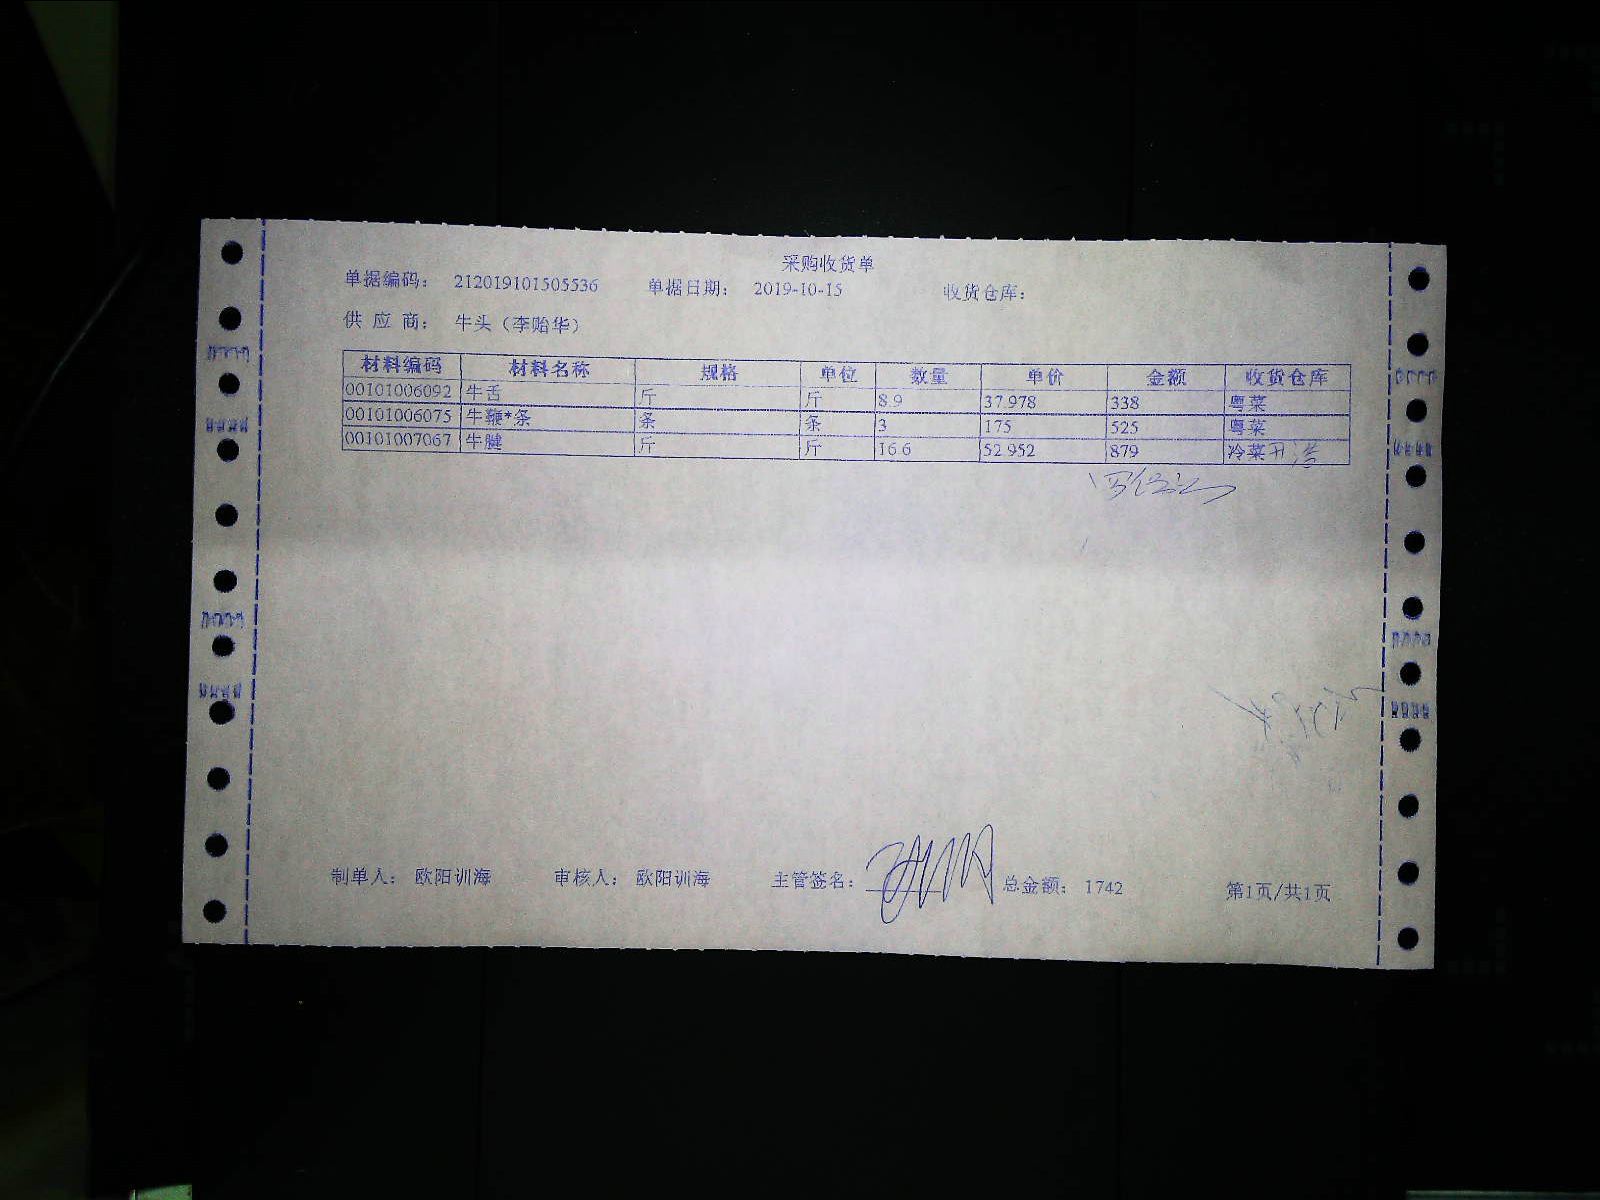 采购收货单
单据编码： 212019101505536 单据日期： 2019-10-15 收货仓库：
供 应 商： 牛头（李贻华）
材料编码 材料名称 规格 单位 数量 单价 金额 收货仓库
00101006092 牛舌 斤 斤 8.9 37.978 338 粤菜
00101006075 牛鞭*条 条 条 3 175 525 粤菜
00101007067 牛腱 斤 斤 16.6 52.952 879 冷菜
制单人： 欧阳训海 审核人： 欧阳训海 主管签名： 总金额： 1742 第1页/共1页